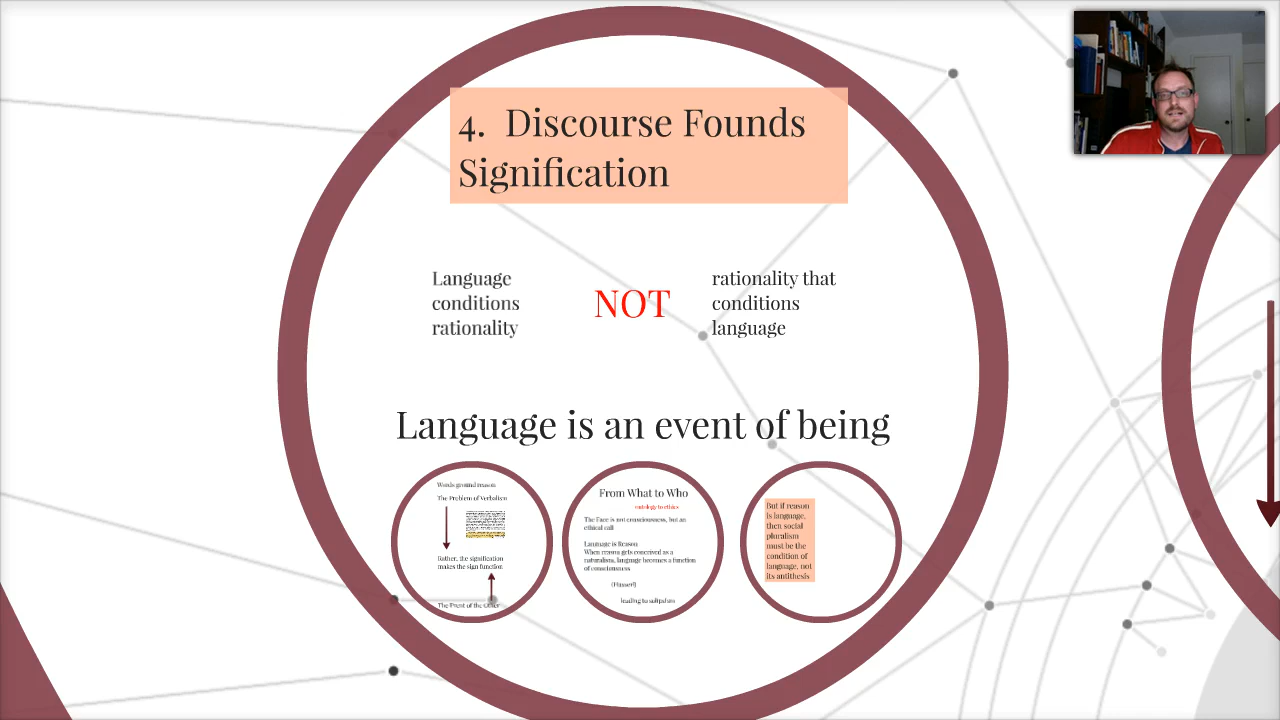 4. Discourse Founds
Signification
Language
conditions
rationality
NOT
rationality that
conditions
language
Language is an event of being
Words ground reason
The Problem of Verbalism
Rather, the signification
makes the sign function
The Prent of the Other
From What to Who
ontology to ethics
The Face is not consciousness, but an
ethical call
Language is Reason
When reason gets conceived as a
naturalism, language becomes a function
of consciousness
(Husserl)
leading to solipsism
But if reason
is language,
then social
pluralism
must be the
condition of
language, not
its antithesis